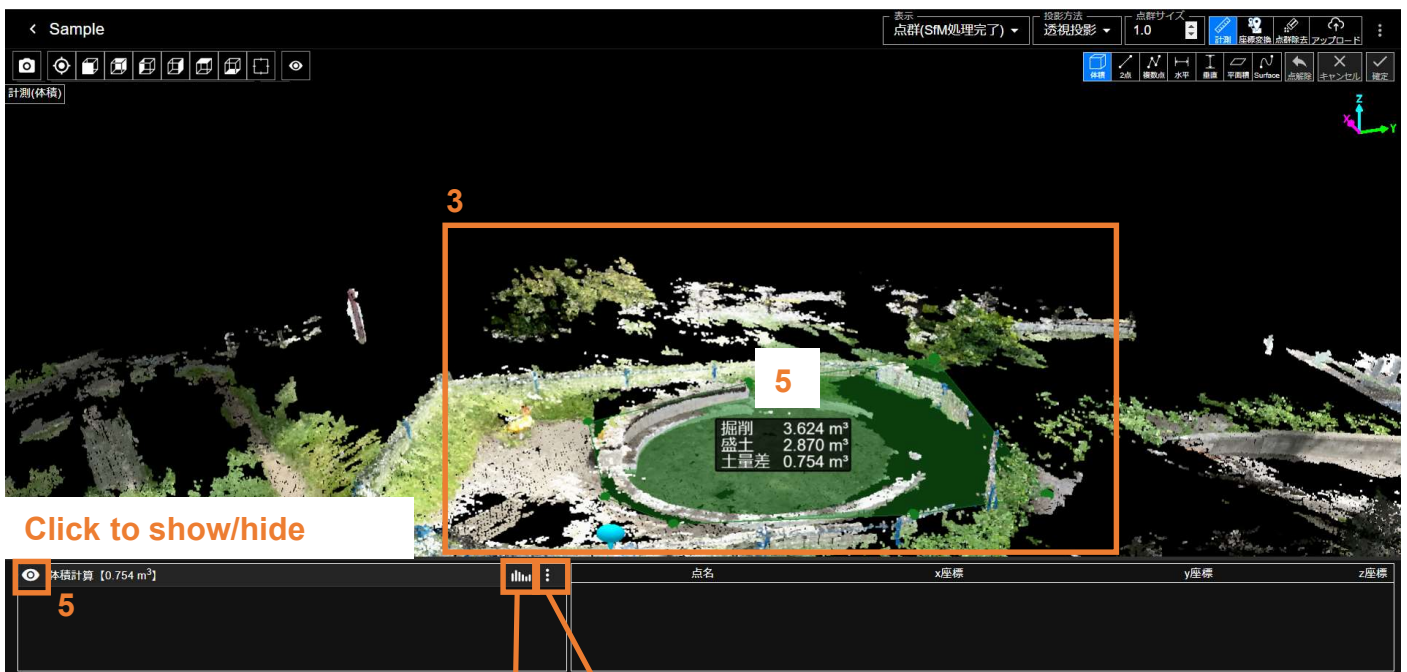 Sample
表示
点群(SfM処理完了)
投影方法
透視投影
点群サイズ
1.0
計測
座標変換
点群除去
アップロード
体積
2点
複数点
水平
垂直
平面積
Surface
点解除
キャンセル
確定
計測(体積)
Z
X
Y
3
5
掘削 3.624 m³
盛土 2.870 m³
土量差 0.754 m³
Click to show/hide
体積計算【0.754 m³】
5
点名 x座標 y座標 z座標